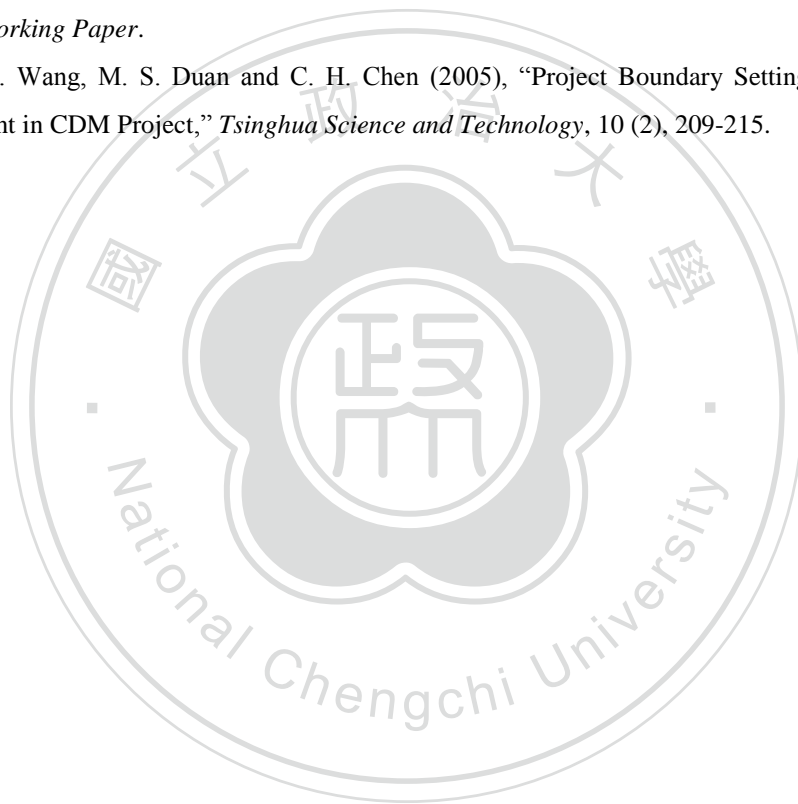 orking Paper.
. Wang, M. S. Duan and C. H. Chen (2005), “Project Boundary Setting
nt in CDM Project,” Tsinghua Science and Technology, 10 (2), 209-215.
國立政治大學
政
National Chengchi University